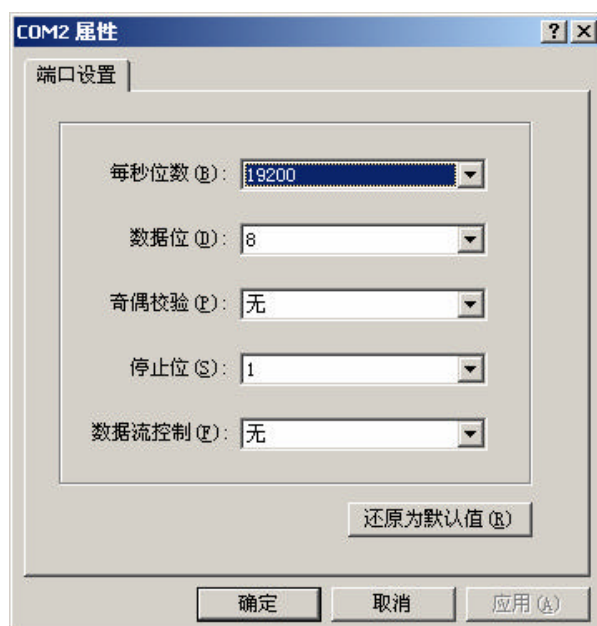 COM2 属性
端口设置
每秒位数(B): 19200
数据位(D): 8
奇偶校验(P): 无
停止位(S): 1
数据流控制(F): 无
还原为默认值(R)
确定 取消 应用(A)